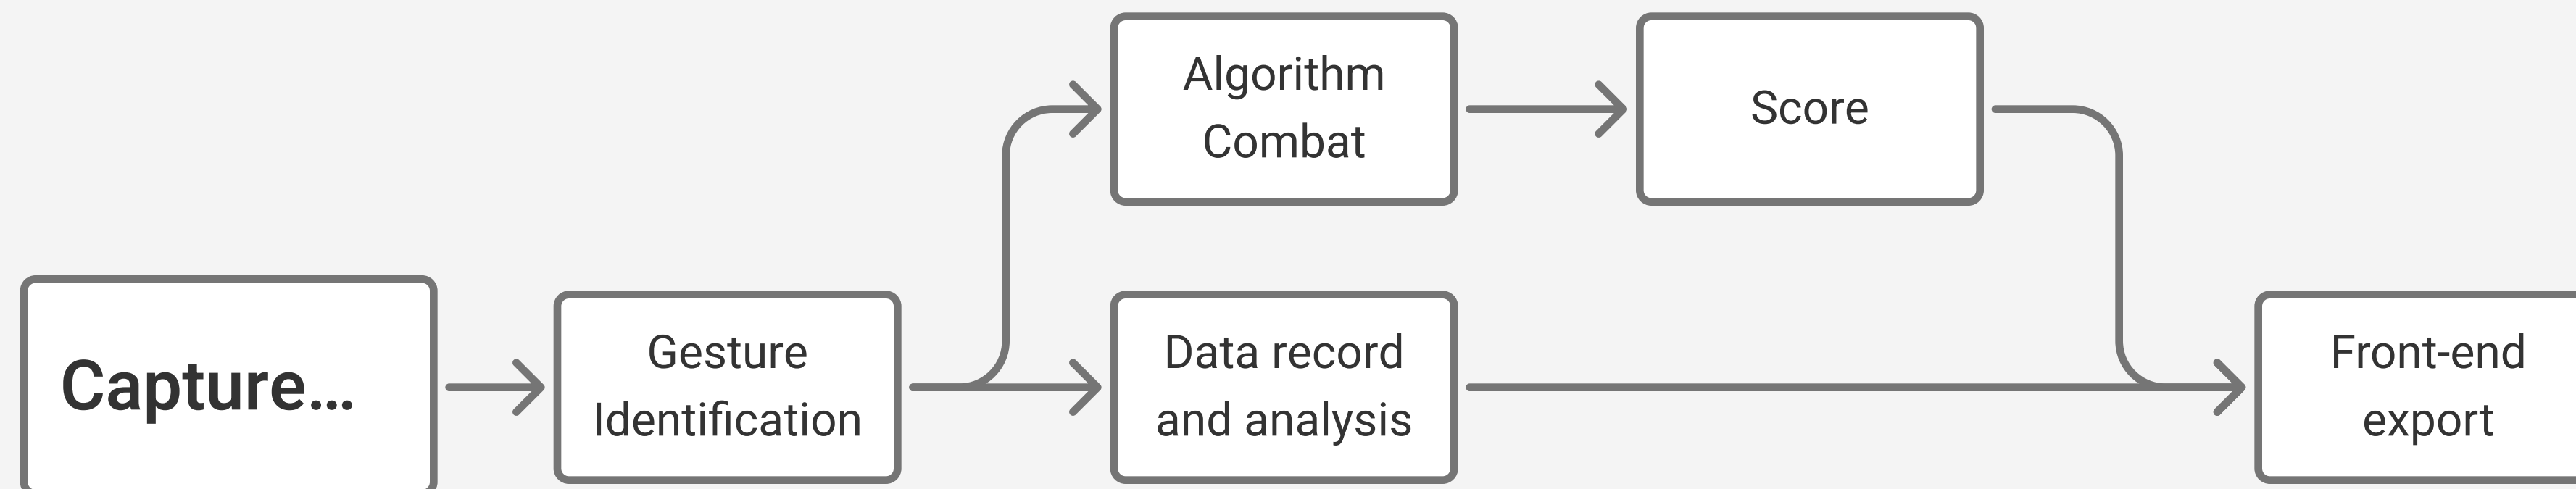 Algorithm
Combat
Score
Capture...
Gesture
Identification
Data record
and analysis
Front-end
export